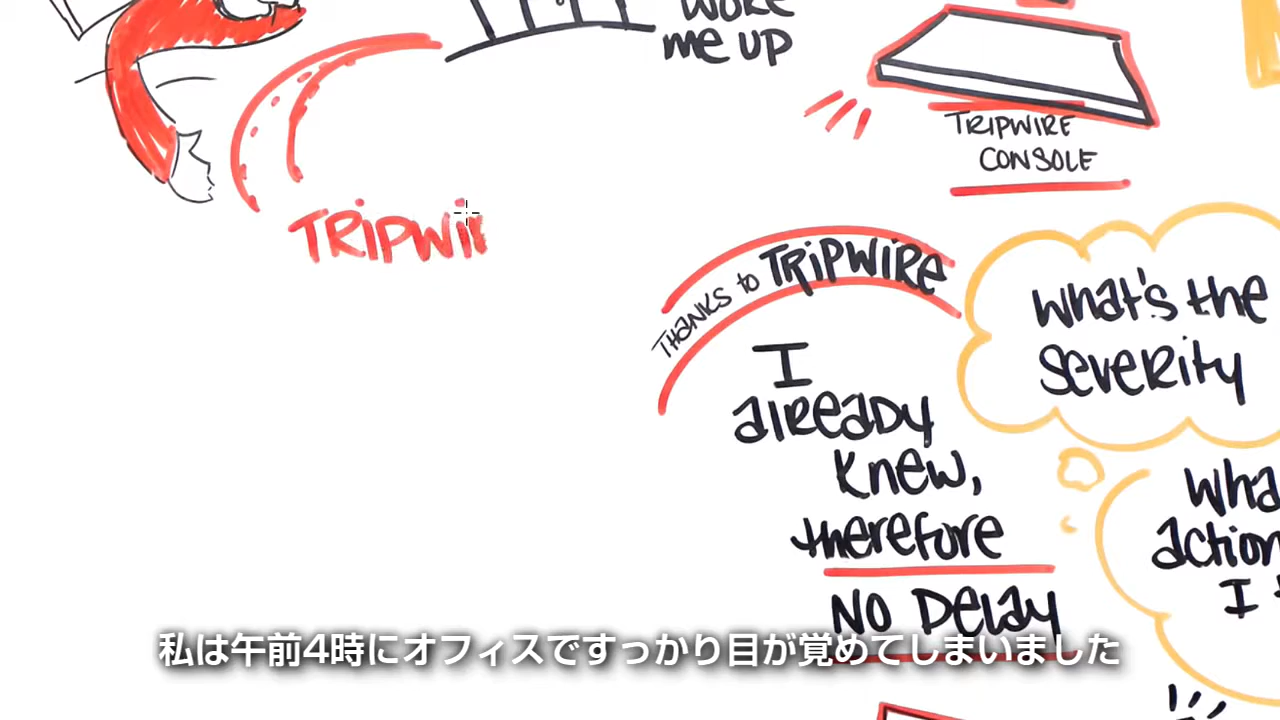 woke
me up
TRIPWIRE
CONSOLE
TRIPWI
THANKS to TRIPWIRE
I
already
knew,
therefore
NO DELAY
What's the
severity
action
I
私は午前4時にオフィスですっかり目が覚めてしまいました